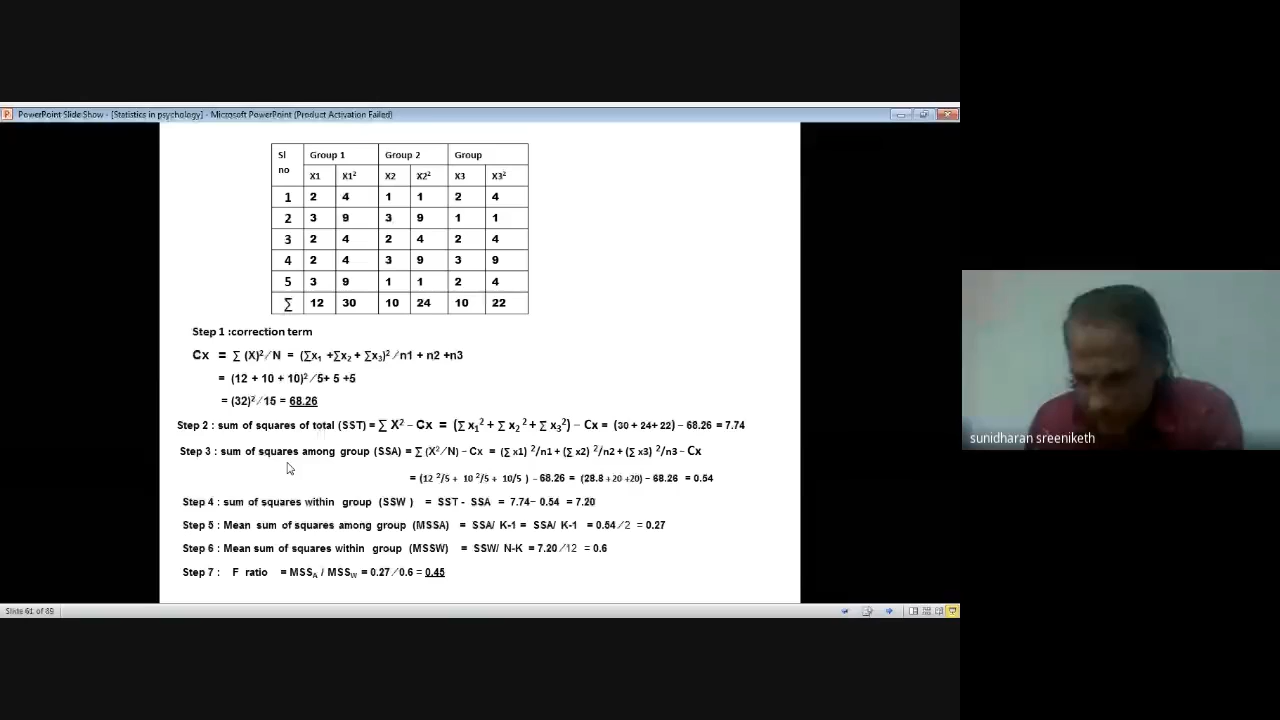 PowerPoint Slide Show - [Statistics in psychology] - Microsoft PowerPoint (Product Activation Failed)
Sl no Group 1 Group 2 Group
X1 X1² X2 X2² X3 X3²
1 2 4 1 1 2 4
2 3 9 3 9 1 1
3 2 4 2 4 2 4
4 2 4 3 9 3 9
5 3 9 1 1 2 4
∑ 12 30 10 24 10 22
Step 1 :correction term
Cx = ∑ (X)²/N = (∑x₁ +∑x₂ + ∑x₃)² /n1 + n2 +n3
= (12 + 10 + 10)²/5+ 5 +5
= (32)²/15 = 68.26
Step 2 : sum of squares of total (SST) = ∑ X² – Cx = (∑ x₁² + ∑ x₂² + ∑ x₃²) – Cx = (30 + 24+ 22) – 68.26 = 7.74
Step 3 : sum of squares among group (SSA) = ∑ (X²/N) – Cx = (∑ x1) ²/n1 + (∑ x2) ²/n2 + (∑ x3) ²/n3 – Cx
= (12 ²/5 + 10 ²/5 + 10/5 ) – 68.26 = (28.8 +20 +20) – 68.26 = 0.54
Step 4 : sum of squares within group (SSW ) = SST - SSA = 7.74– 0.54 = 7.20
Step 5 : Mean sum of squares among group (MSSA) = SSA/ K-1 = SSA/ K-1 = 0.54/2 = 0.27
Step 6 : Mean sum of squares within group (MSSW) = SSW/ N-K = 7.20/12 = 0.6
Step 7 : F ratio = MSSA / MSSW = 0.27/0.6 = 0.45
Slide 61 of 89
sunidharan sreeniketh